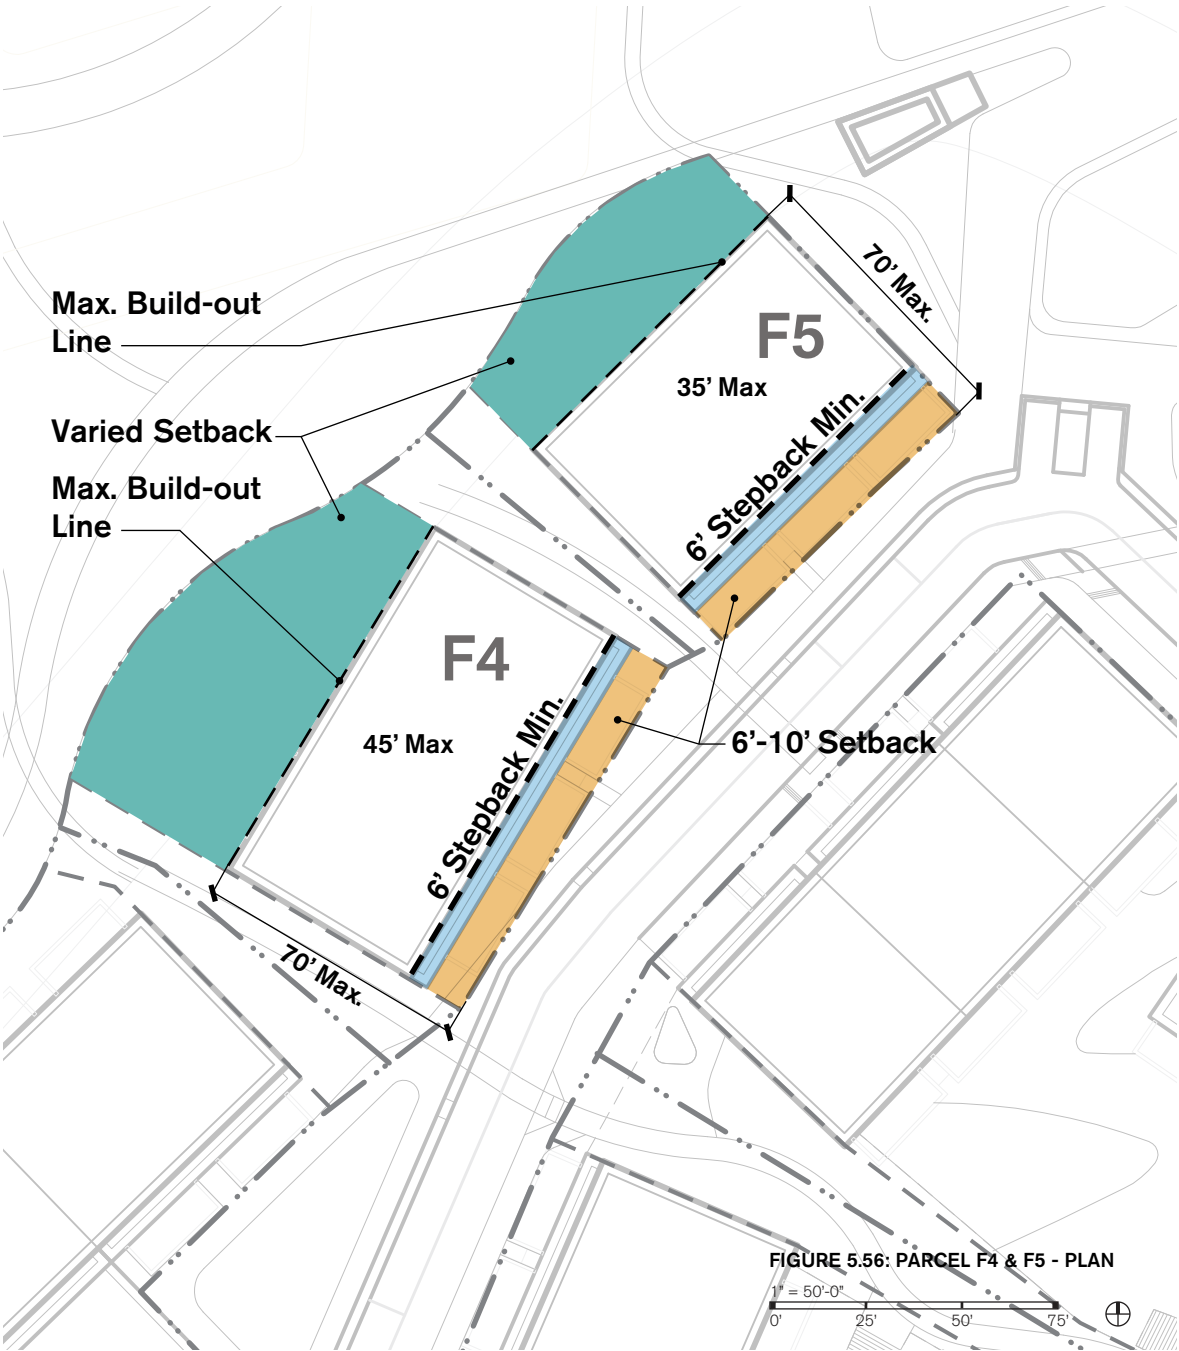 70’ Max.
Max. Build-out
Line
F5
35’ Max
Varied Setback
6’ Stepback Min.
Max. Build-out
Line
F4
45’ Max
6’ Stepback Min.
6’-10’ Setback
70’ Max.
FIGURE 5.56: PARCEL F4 & F5 - PLAN
1" = 50'-0"
0' 25' 50' 75'